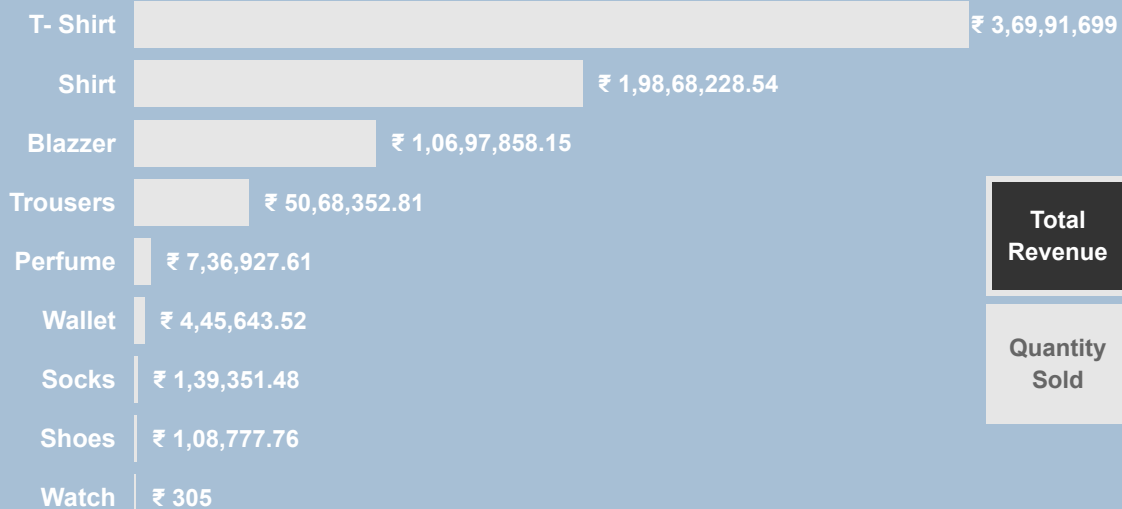 T- Shirt ₹ 3,69,91,699
Shirt ₹ 1,98,68,228.54
Blazzer ₹ 1,06,97,858.15
Trousers ₹ 50,68,352.81
Perfume ₹ 7,36,927.61
Wallet ₹ 4,45,643.52
Socks ₹ 1,39,351.48
Shoes ₹ 1,08,777.76
Watch ₹ 305
Total
Revenue
Quantity
Sold